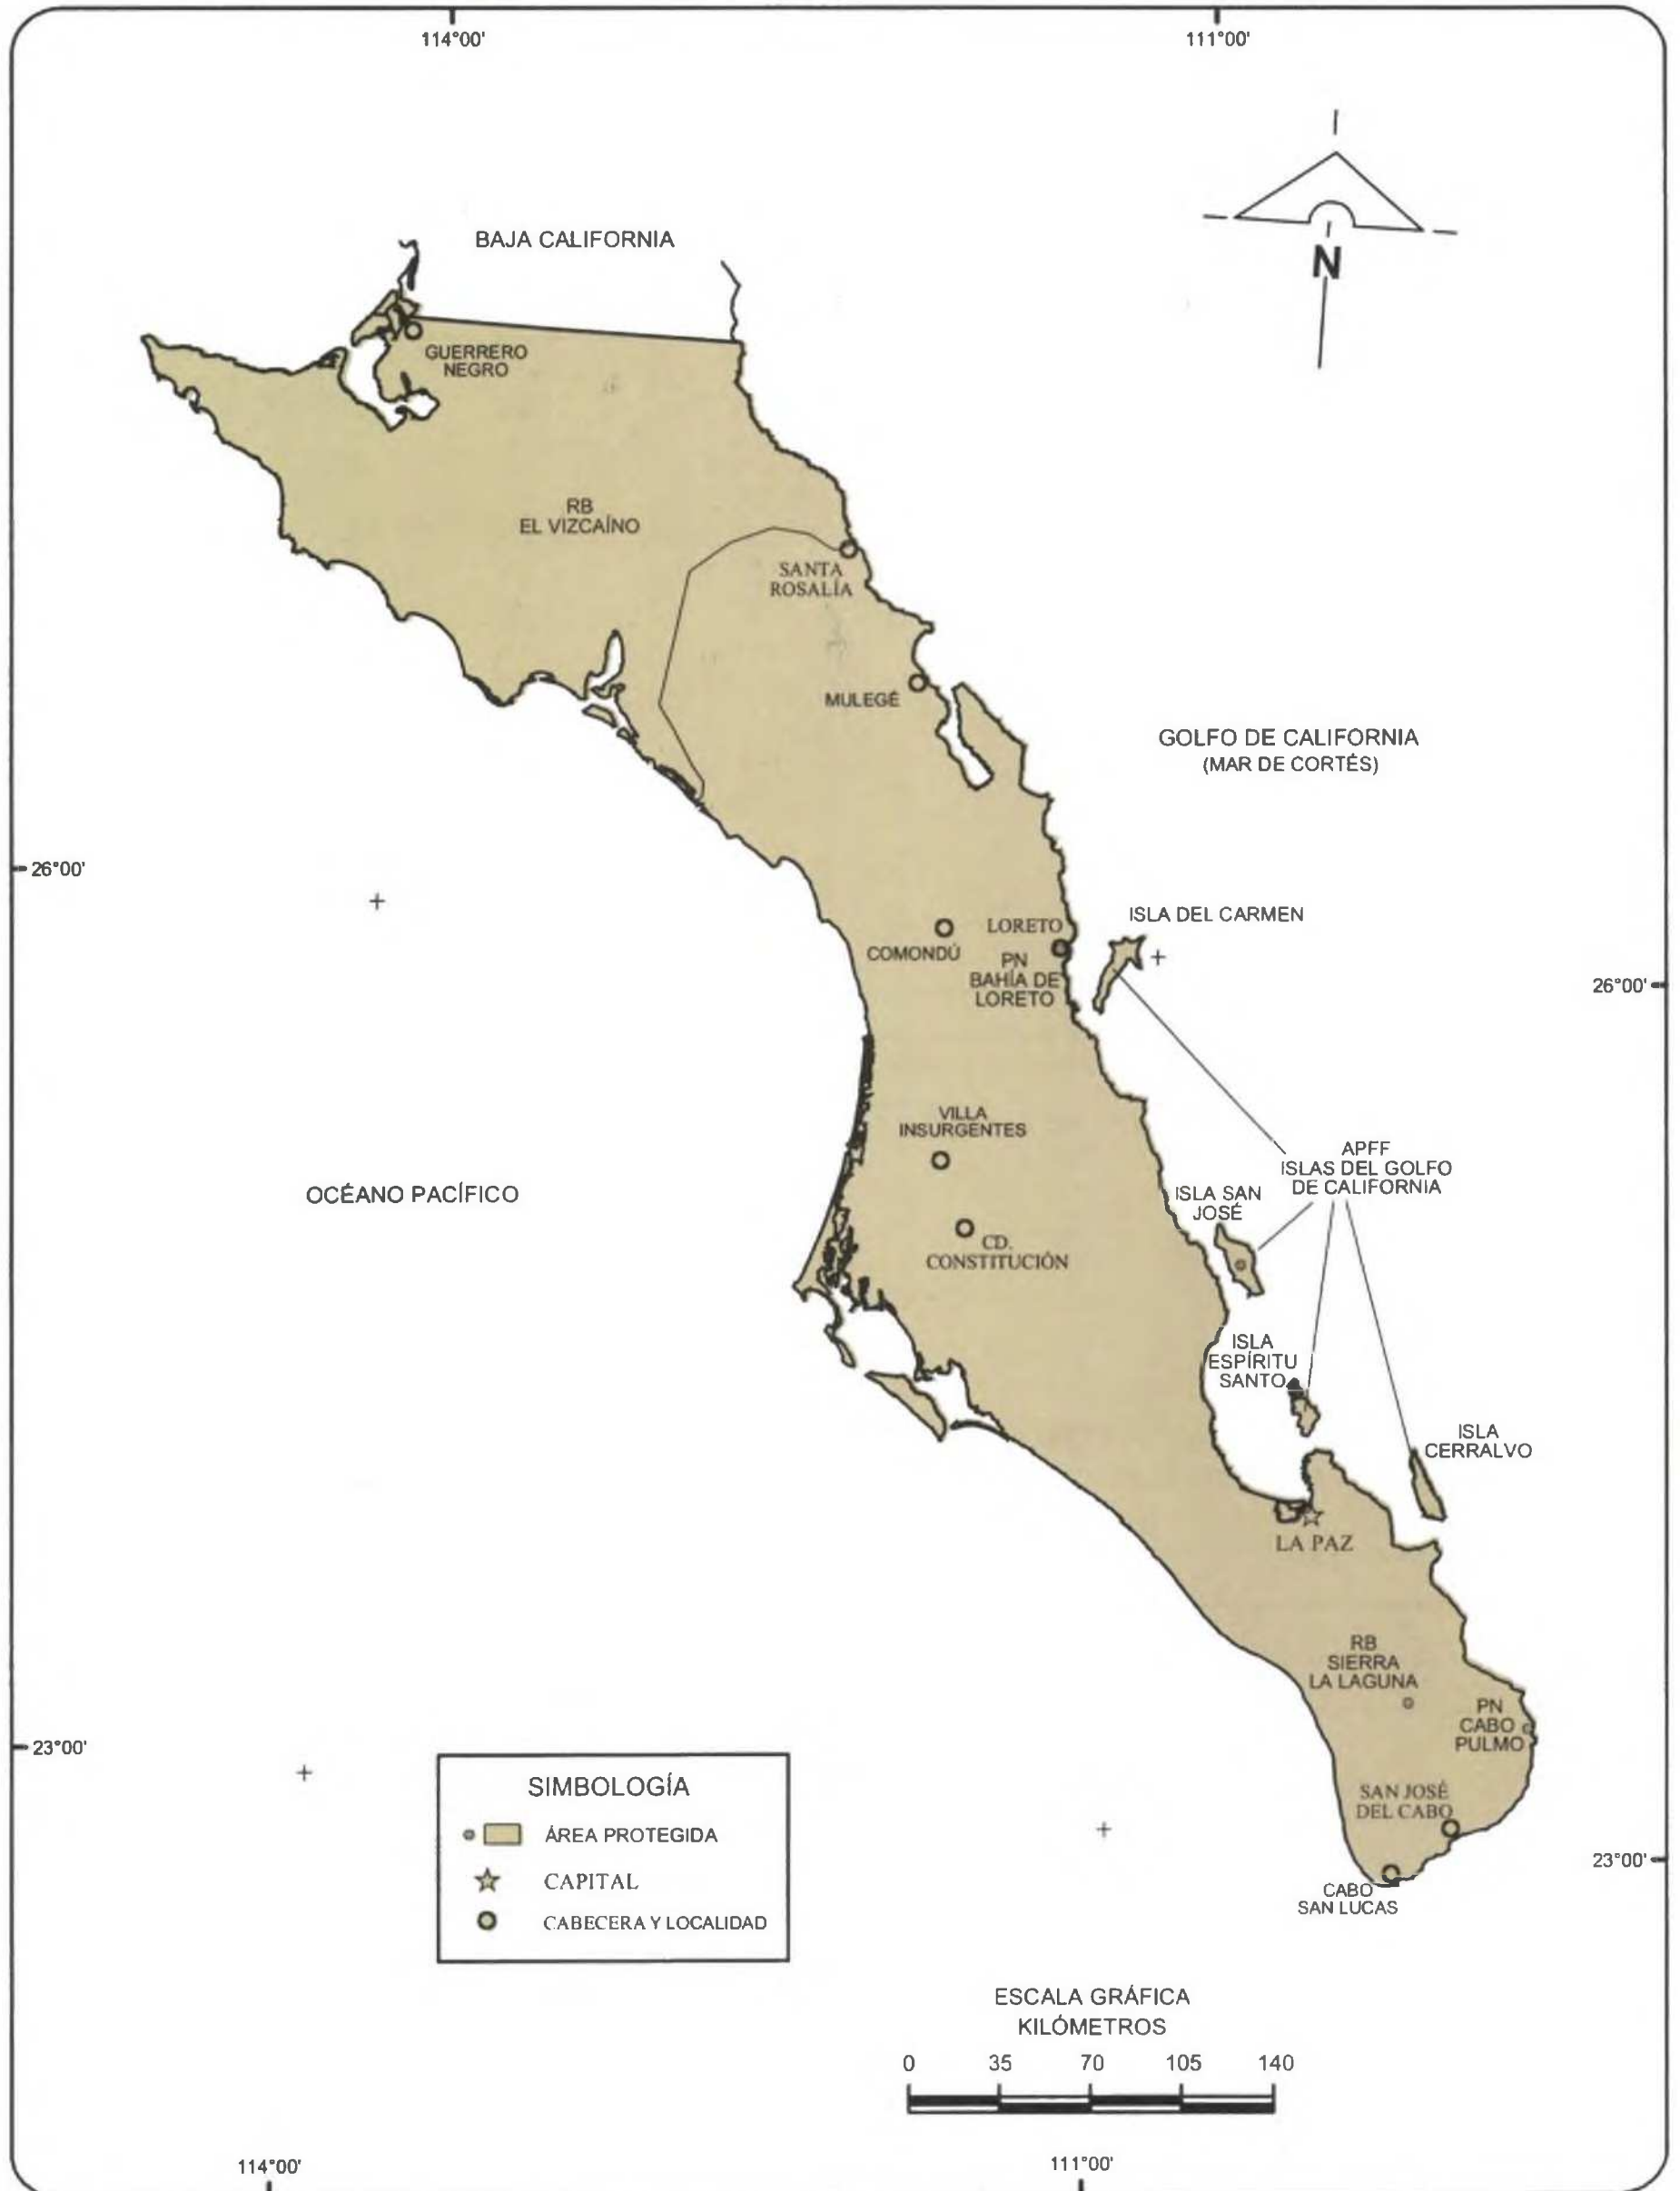 114°00'
111°00'
BAJA CALIFORNIA
N
GUERRERO
NEGRO
RB
EL VIZCAÍNO
SANTA
ROSALÍA
MULEGÉ
GOLFO DE CALIFORNIA
(MAR DE CORTÉS)
26°00'
ISLA DEL CARMEN
LORETO
COMONDÚ
PN
BAHÍA DE
LORETO
26°00'
VILLA
INSURGENTES
APFF
ISLAS DEL GOLFO
DE CALIFORNIA
OCÉANO PACÍFICO
ISLA SAN
JOSÉ
CD.
CONSTITUCIÓN
ISLA
ESPÍRITU
SANTO
ISLA
CERRALVO
LA PAZ
RB
SIERRA
LA LAGUNA
PN
CABO
PULMO
23°00'
SAN JOSÉ
DEL CABO
23°00'
CABO
SAN LUCAS
SIMBOLOGÍA
ÁREA PROTEGIDA
CAPITAL
CABECERA Y LOCALIDAD
ESCALA GRÁFICA
KILÓMETROS
0 35 70 105 140
114°00'
111°00'